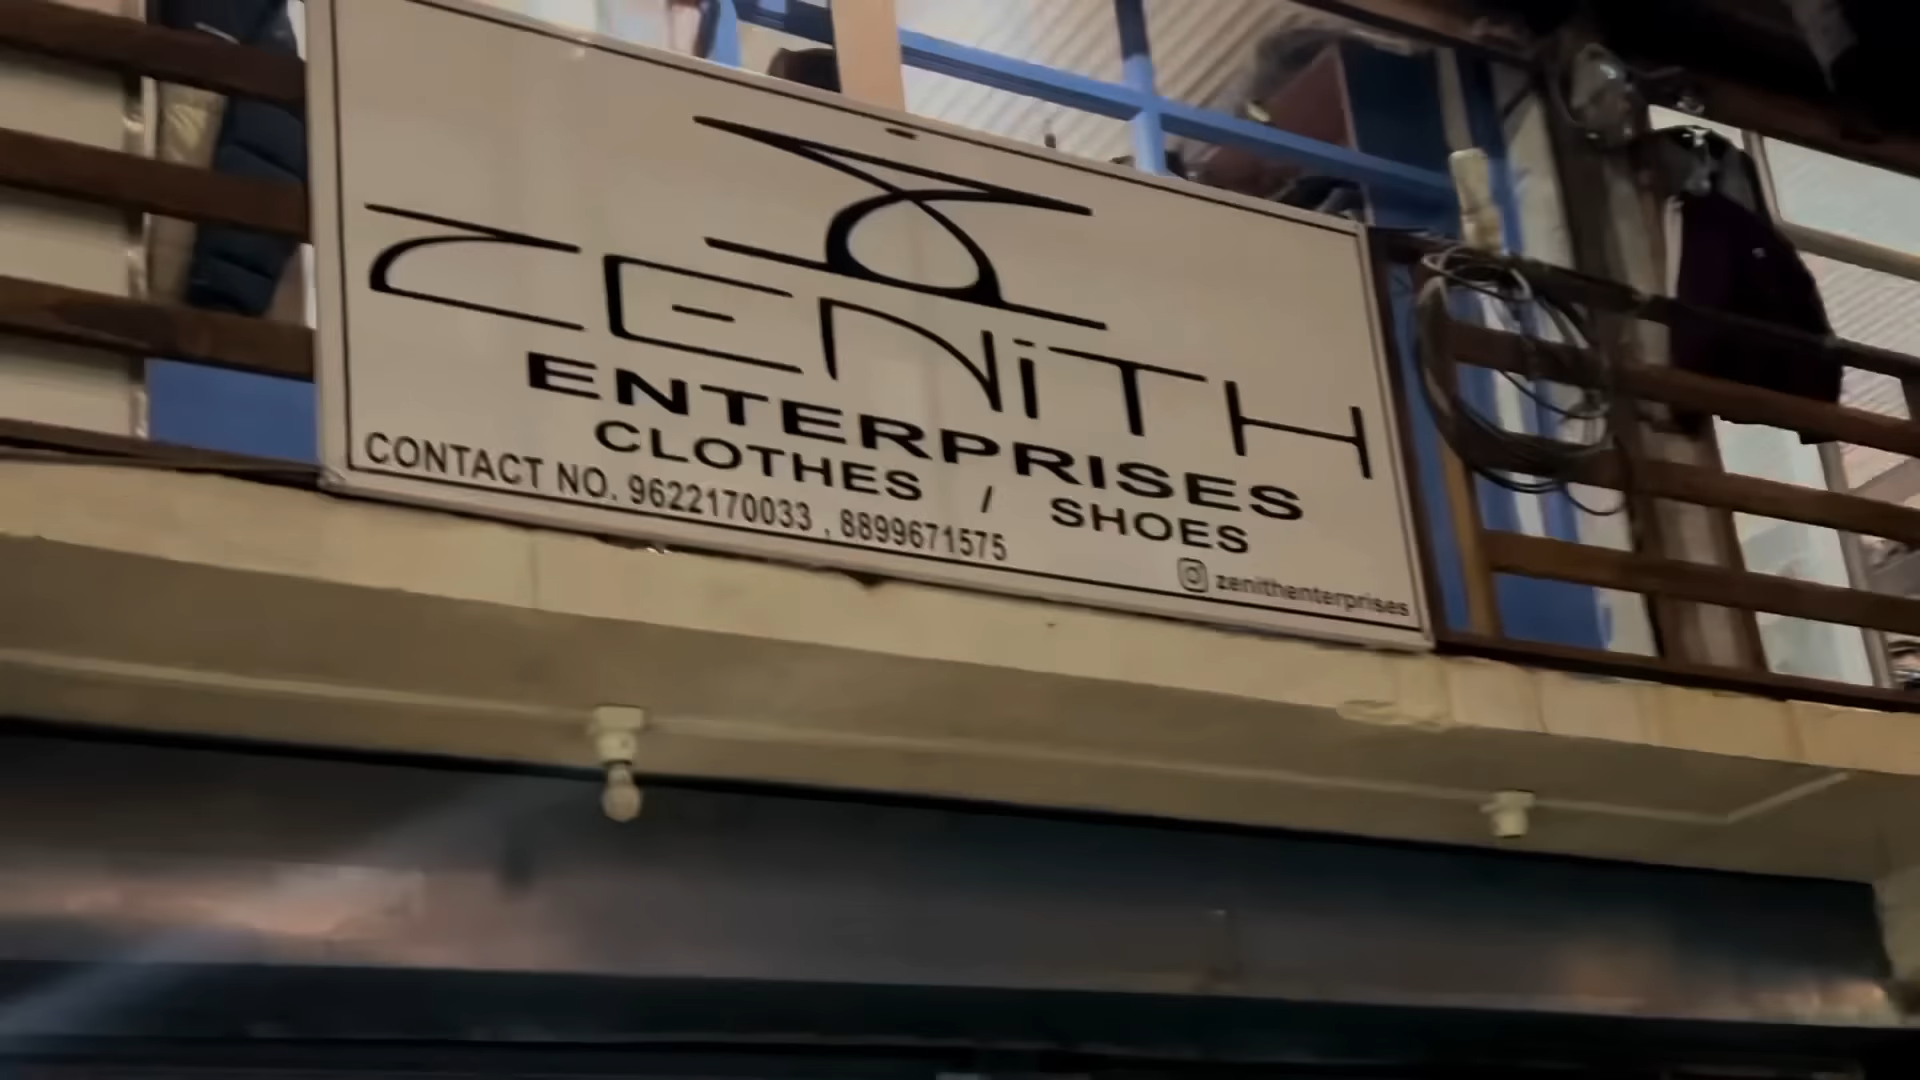 ZENiTH
ENTERPRISES
CLOTHES / SHOES
CONTACT NO. 9622170033 , 8899671575
zenithenterprises